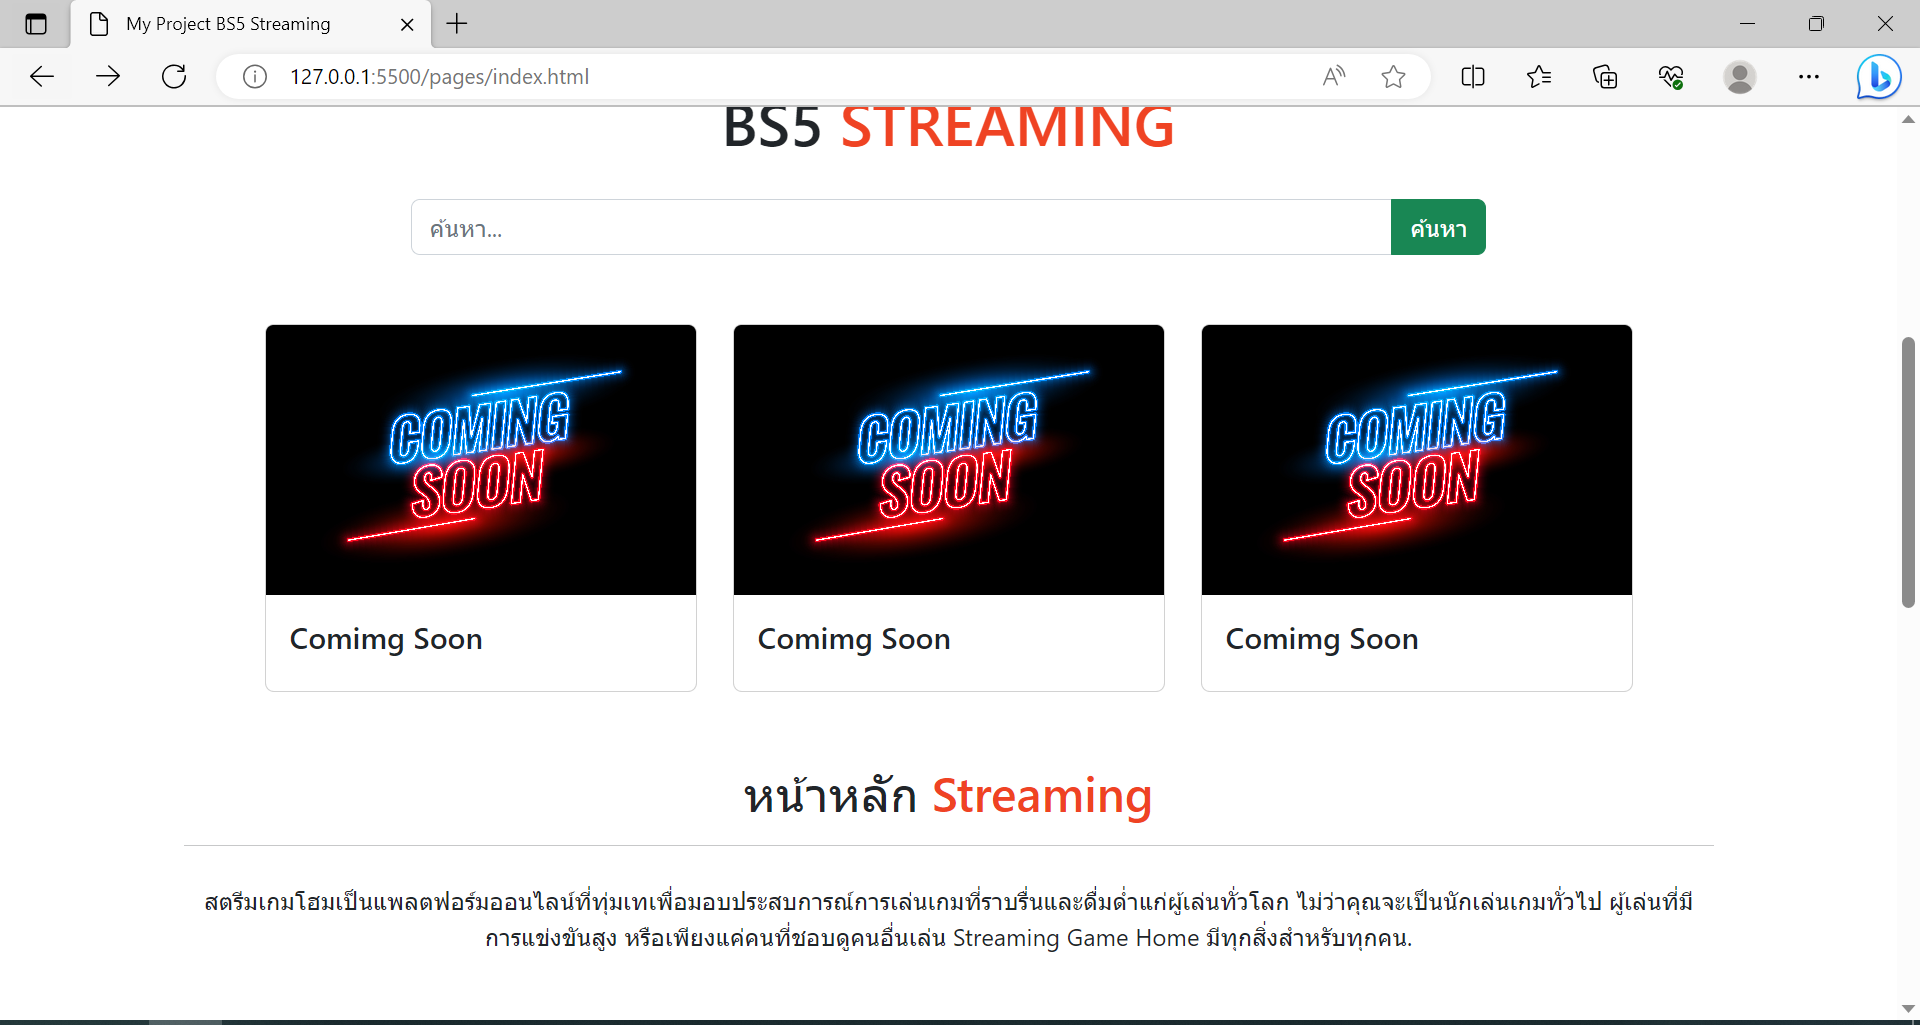 My Project BS5 Streaming
127.0.0.1:5500/pages/index.html
BS5 STREAMING
ค้นหา...
ค้นหา
COMING
SOON
COMING
SOON
COMING
SOON
Comimg Soon
Comimg Soon
Comimg Soon
หน้าหลัก Streaming
สตรีมเกมโฮมเป็นแพลตฟอร์มออนไลน์ที่ทุ่มเทเพื่อมอบประสบการณ์การเล่นเกมที่ราบรื่นและดื่มด่ำแก่ผู้เล่นทั่วโลก ไม่ว่าคุณจะเป็นนักเล่นเกมทั่วไป ผู้เล่นที่มี
การแข่งขันสูง หรือเพียงแค่คนที่ชอบดูคนอื่นเล่น Streaming Game Home มีทุกสิ่งสำหรับทุกคน.